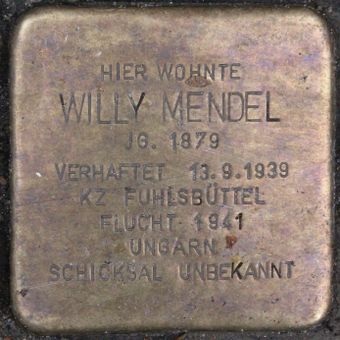 HIER WOHNTE
WILLY MENDEL
JG. 1879
VERHAFTET 13.9.1939
KZ FUHLSBÜTTEL
FLUCHT 1941
UNGARN
SCHICKSAL UNBEKANNT